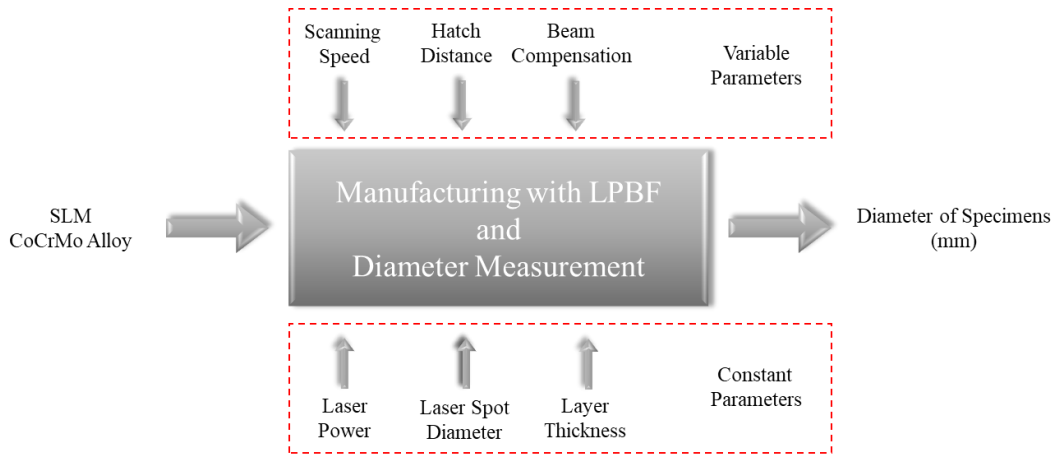 Scanning
Speed
Hatch
Distance
Beam
Compensation
Variable
Parameters
SLM
CoCrMo Alloy
Manufacturing with LPBF
and
Diameter Measurement
Diameter of Specimens
(mm)
Laser
Power
Laser Spot
Diameter
Layer
Thickness
Constant
Parameters